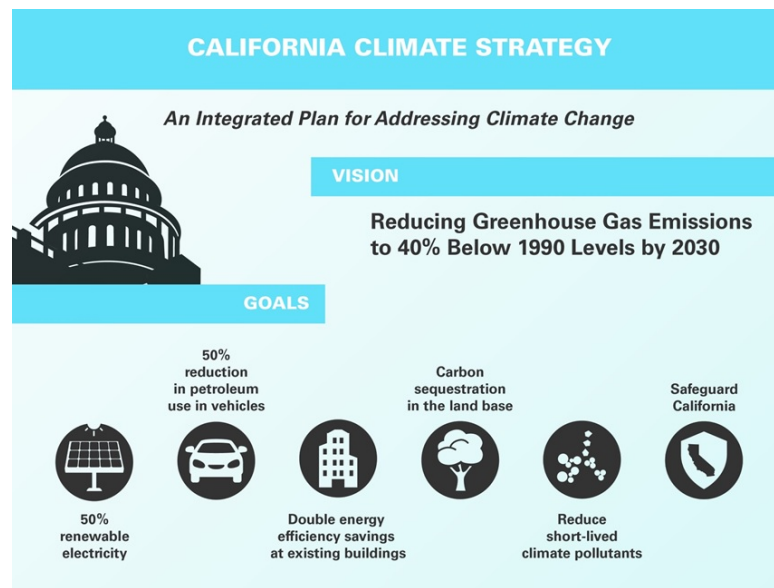 CALIFORNIA CLIMATE STRATEGY
An Integrated Plan for Addressing Climate Change
VISION
Reducing Greenhouse Gas Emissions
to 40% Below 1990 Levels by 2030
GOALS
50%
renewable
electricity
50%
reduction
in petroleum
use in vehicles
Double energy
efficiency savings
at existing buildings
Carbon
sequestration
in the land base
Reduce
short-lived
climate pollutants
Safeguard
California